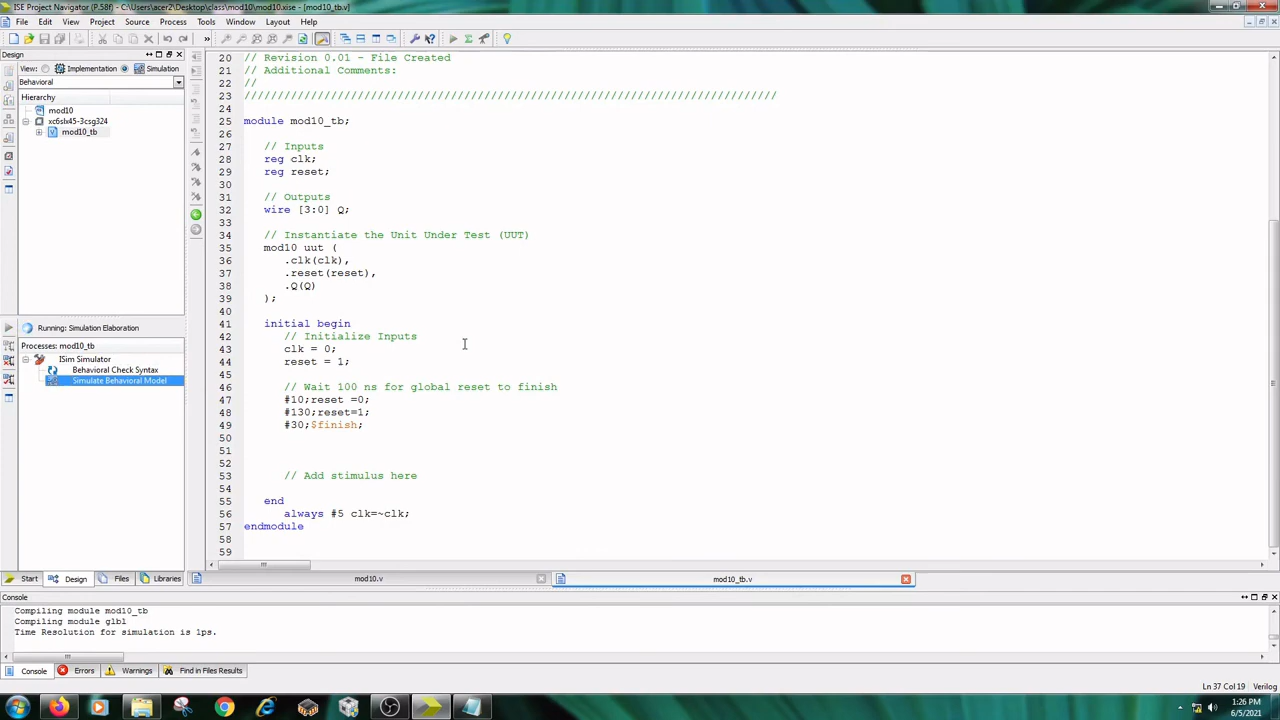 ISE Project Navigator (P.58f) - C:\Users\acer2\Desktop\class\mod10\mod10.xise - [mod10_tb.v]
File Edit View Project Source Process Tools Window Layout Help
Design
View: Implementation Simulation
Behavioral
Hierarchy
mod10
xc6slx45-3csg324
mod10_tb
Running: Simulation Elaboration
Processes: mod10_tb
ISim Simulator
Behavioral Check Syntax
Simulate Behavioral Model
Start Design Files Libraries
20 // Revision 0.01 - File Created
21 // Additional Comments:
22 //
23 ////////////////////////////////////////////////////////////////////////////////
24
25 module mod10_tb;
26
27 // Inputs
28 reg clk;
29 reg reset;
30
31 // Outputs
32 wire [3:0] Q;
33
34 // Instantiate the Unit Under Test (UUT)
35 mod10 uut (
36 .clk(clk),
37 .reset(reset),
38 .Q(Q)
39 );
40
41 initial begin
42 // Initialize Inputs
43 clk = 0;
44 reset = 1;
45
46 // Wait 100 ns for global reset to finish
47 #10;reset =0;
48 #130;reset=1;
49 #30;$finish;
50
51
52
53 // Add stimulus here
54
55 end
56 always #5 clk=~clk;
57 endmodule
58
59
mod10.v mod10_tb.v
Console
Compiling module mod10_tb
Compiling module glbl
Time Resolution for simulation is 1ps.
Console Errors Warnings Find in Files Results
Ln 37 Col 19 Verilog
1:26 PM
6/5/2021